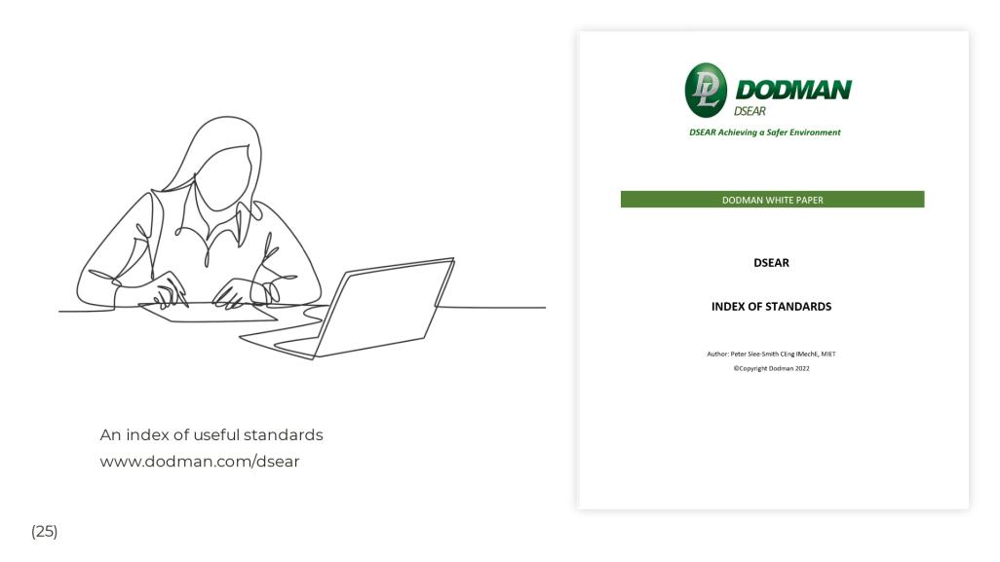 An index of useful standards
www.dodman.com/dsear
(25)
DL DODMAN
DSEAR
DSEAR Achieving a Safer Environment
DODMAN WHITE PAPER
DSEAR
INDEX OF STANDARDS
Author: Peter Slee-Smith CEng IMechE, MIET
©Copyright Dodman 2022